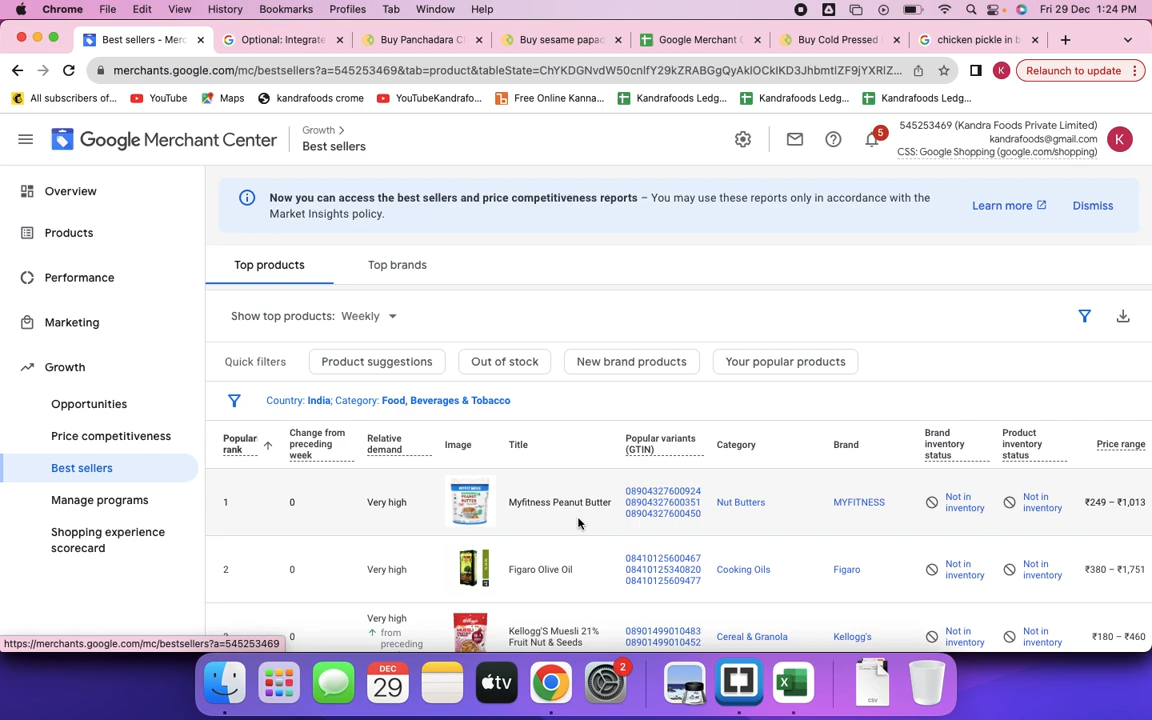 Chrome File Edit View History Bookmarks Profiles Tab Window Help Fri 29 Dec 1:24 PM
Best sellers - Merc Optional: Integrate Buy Panchadara C Buy sesame papad Google Merchant C Buy Cold Pressed chicken pickle in b
merchants.google.com/mc/bestsellers?a=545253469&tab=product&tableState= K Relaunch to update
All subscribers of... YouTube Maps kandrafoods crome YouTubeKandrafo... Free Online Kanna... Kandrafoods Ledg... Kandrafoods Ledg... Kandrafoods Ledg...
Google Merchant Center
Growth
Best sellers
5
545253469 (Kandra Foods Private Limited)
kandrafoods@gmail.com
CSS: Google Shopping (google.com/shopping)
K
Overview
Products
Performance
Marketing
Growth
Opportunities
Price competitiveness
Best sellers
Manage programs
Shopping experience
scorecard
https://merchants.google.com/mc/bestsellers?a=545253469
Now you can access the best sellers and price competitiveness reports – You may use these reports only in accordance with the
Market Insights policy.
Learn more Dismiss
Top products Top brands
Show top products: Weekly
Quick filters Product suggestions Out of stock New brand products Your popular products
Country: India; Category: Food, Beverages & Tobacco
Popular rank
Change from preceding week
Relative demand
Image
Title
Popular variants (GTIN)
Category
Brand
Brand inventory status
Product inventory status
Price range
1 0 Very high Myfitness Peanut Butter
08904327600924
08904327600351
08904327600450
Nut Butters MYFITNESS Not in inventory Not in inventory ₹249 – ₹1,013
2 0 Very high Figaro Olive Oil
08410125600467
08410125340820
08410125609477
Cooking Oils Figaro Not in inventory Not in inventory ₹380 – ₹1,751
0 Very high
from
preceding
Kellogg'S Muesli 21%
Fruit Nut & Seeds
08901499010483
08901499010452
Cereal & Granola Kellogg's Not in inventory Not in inventory ₹180 – ₹460
DEC
29
tv
2
CSV